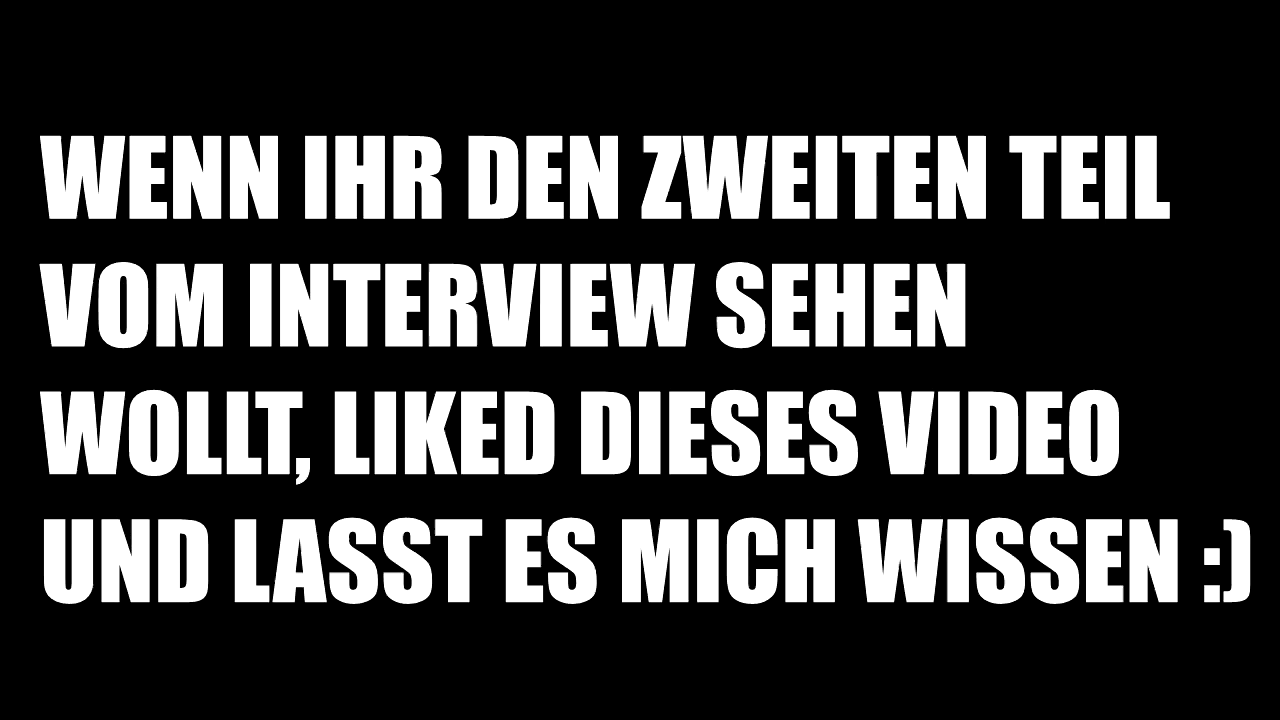 WENN IHR DEN ZWEITEN TEIL
VOM INTERVIEW SEHEN
WOLLT, LIKED DIESES VIDEO
UND LASST ES MICH WISSEN :)